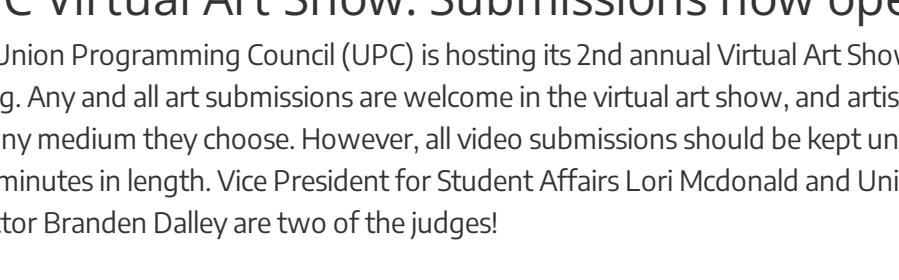 C Virtual Art Show: Submissions now ope
Union Programming Council (UPC) is hosting its 2nd annual Virtual Art Show
g. Any and all art submissions are welcome in the virtual art show, and artis
ny medium they choose. However, all video submissions should be kept un
minutes in length. Vice President for Student Affairs Lori Mcdonald and Uni
tor Branden Dalley are two of the judges!